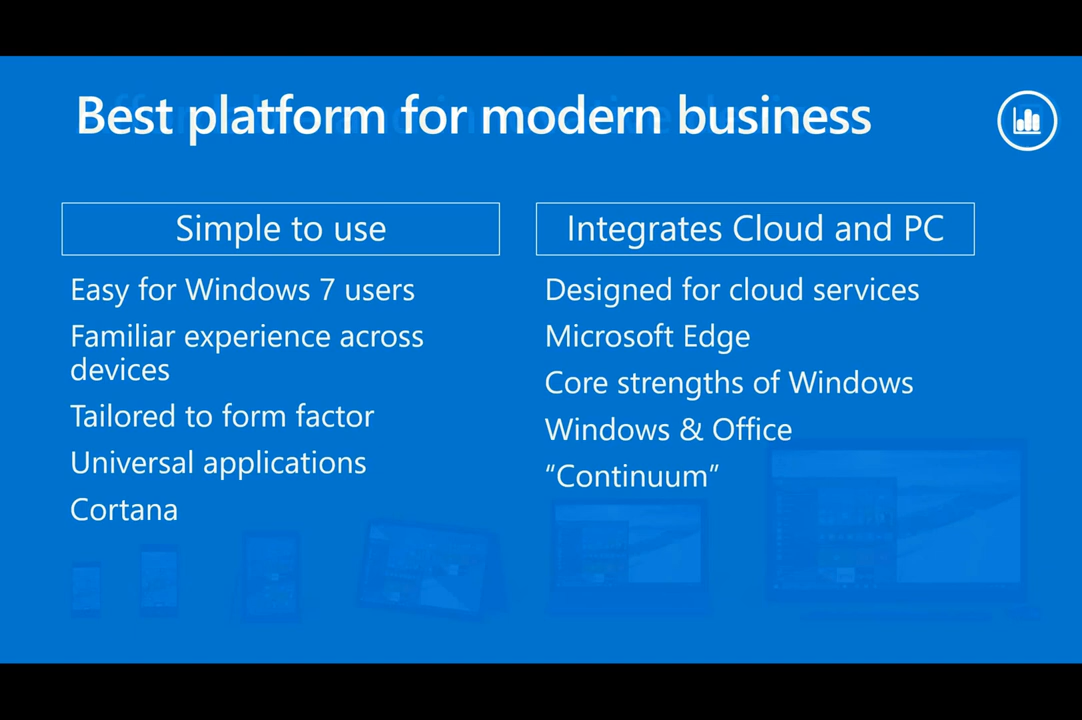 Best platform for modern business
Simple to use
Easy for Windows 7 users
Familiar experience across
devices
Tailored to form factor
Universal applications
Cortana
Integrates Cloud and PC
Designed for cloud services
Microsoft Edge
Core strengths of Windows
Windows & Office
“Continuum”